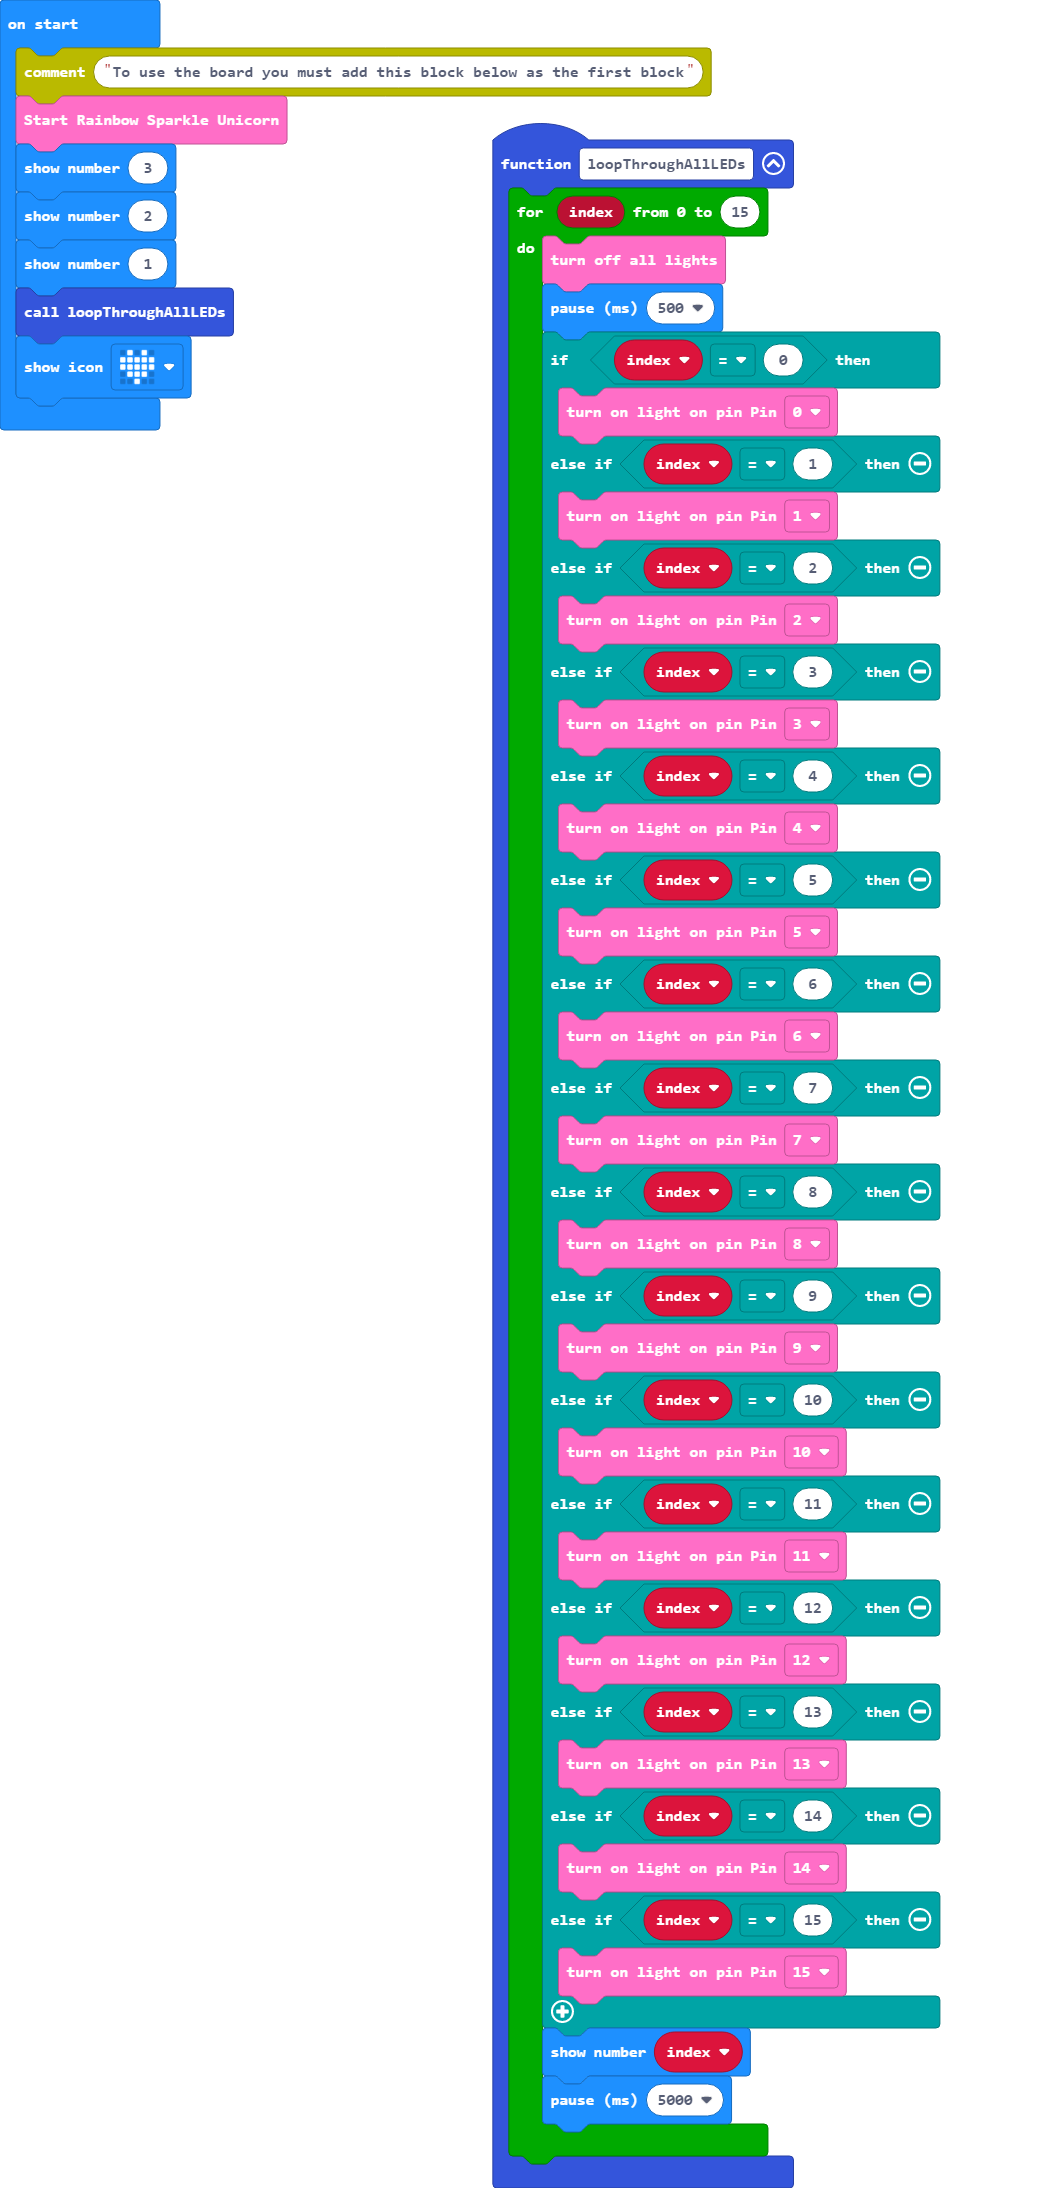 on start
comment "To use the board you must add this block below as the first block"
Start Rainbow Sparkle Unicorn
show number 3
show number 2
show number 1
call loopThroughAllLEDs
show icon
function loopThroughAllLEDs
for index from 0 to 15
do
turn off all lights
pause (ms) 500
if index = 0 then
turn on light on pin Pin 0
else if index = 1 then
turn on light on pin Pin 1
else if index = 2 then
turn on light on pin Pin 2
else if index = 3 then
turn on light on pin Pin 3
else if index = 4 then
turn on light on pin Pin 4
else if index = 5 then
turn on light on pin Pin 5
else if index = 6 then
turn on light on pin Pin 6
else if index = 7 then
turn on light on pin Pin 7
else if index = 8 then
turn on light on pin Pin 8
else if index = 9 then
turn on light on pin Pin 9
else if index = 10 then
turn on light on pin Pin 10
else if index = 11 then
turn on light on pin Pin 11
else if index = 12 then
turn on light on pin Pin 12
else if index = 13 then
turn on light on pin Pin 13
else if index = 14 then
turn on light on pin Pin 14
else if index = 15 then
turn on light on pin Pin 15
show number index
pause (ms) 5000